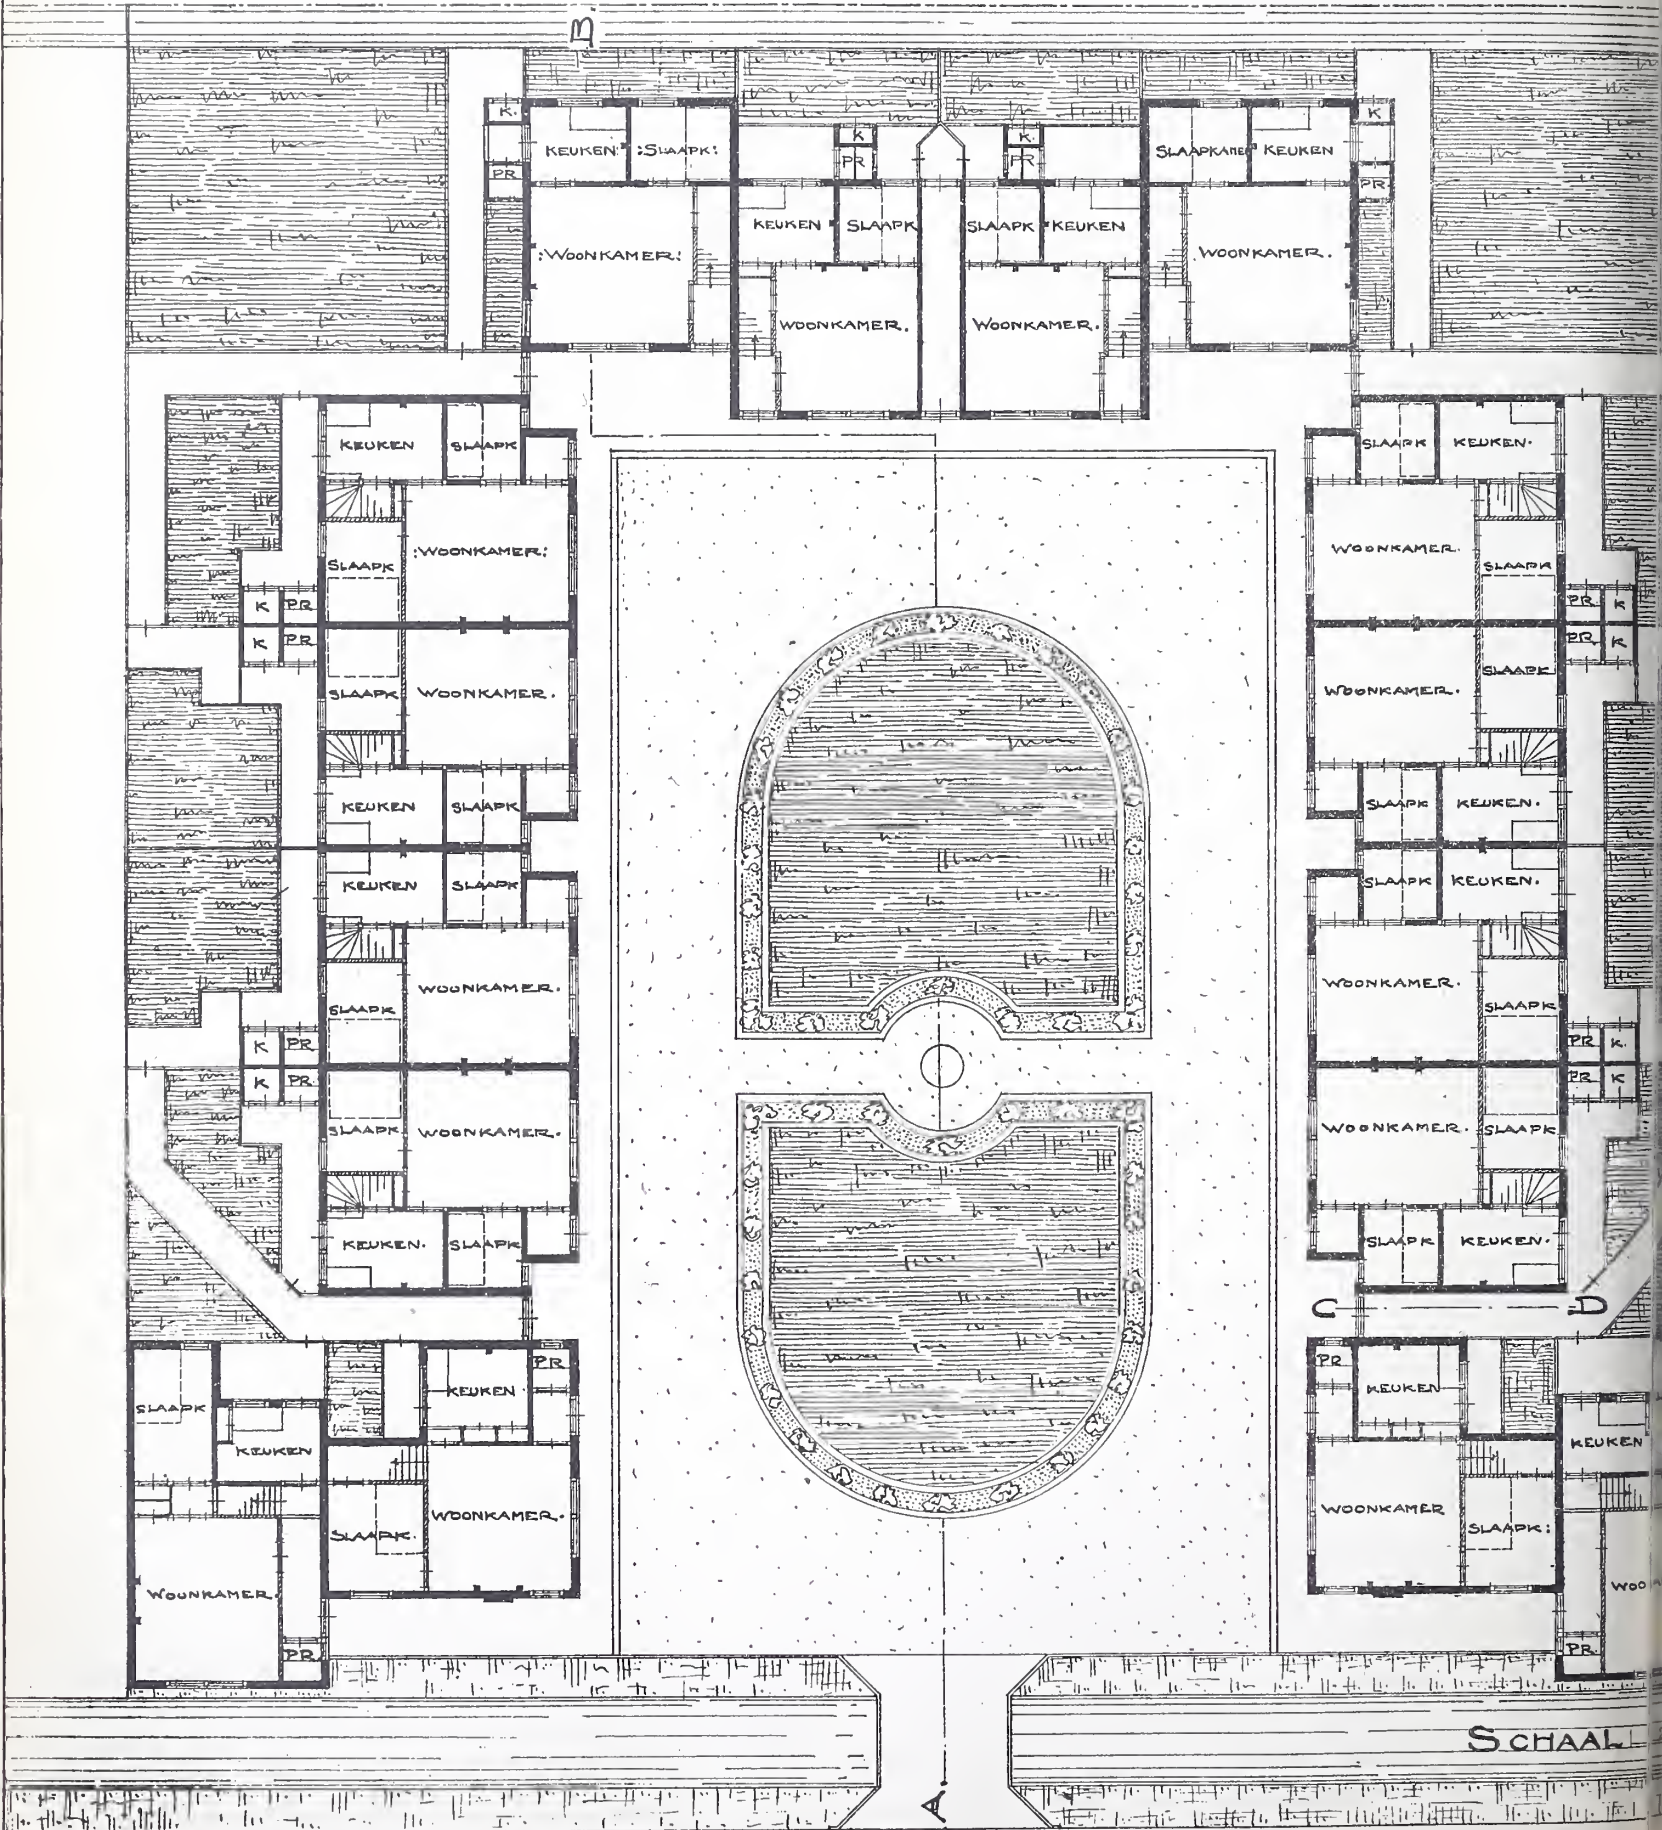 B
K.
KEUKEN
:SLAAPK:
PR
:WOONKAMER:
K
PR
KEUKEN
SLAAPK
WOONKAMER.
K.
PR
SLAAPK
KEUKEN
WOONKAMER.
SLAAPKAMER
KEUKEN
K
PR.
WOONKAMER.
KEUKEN
SLAAPK
:WOONKAMER:
SLAAPK
K
PR
K
PR
SLAAPK
WOONKAMER.
KEUKEN
SLAAPK
KEUKEN
SLAAPK
WOONKAMER.
SLAAPK
K
PR
K
PR.
SLAAPK
WOONKAMER.
KEUKEN.
SLAAPK
SLAAPK
KEUKEN.
WOONKAMER.
SLAAPK
PR
K
PR
K
WOONKAMER.
SLAAPK
SLAAPK
KEUKEN.
SLAAPK
KEUKEN.
WOONKAMER.
SLAAPK
PR
K.
PR
K
WOONKAMER.
SLAAPK
SLAAPK
KEUKEN.
C
D
SLAAPK
KEUKEN
KEUKEN
PR
SLAAPK.
WOONKAMER.
WOONKAMER.
PR.
PR
KEUKEN
WOONKAMER
SLAAPK:
KEUKEN
WOO
PR.
SCHAAL
A.